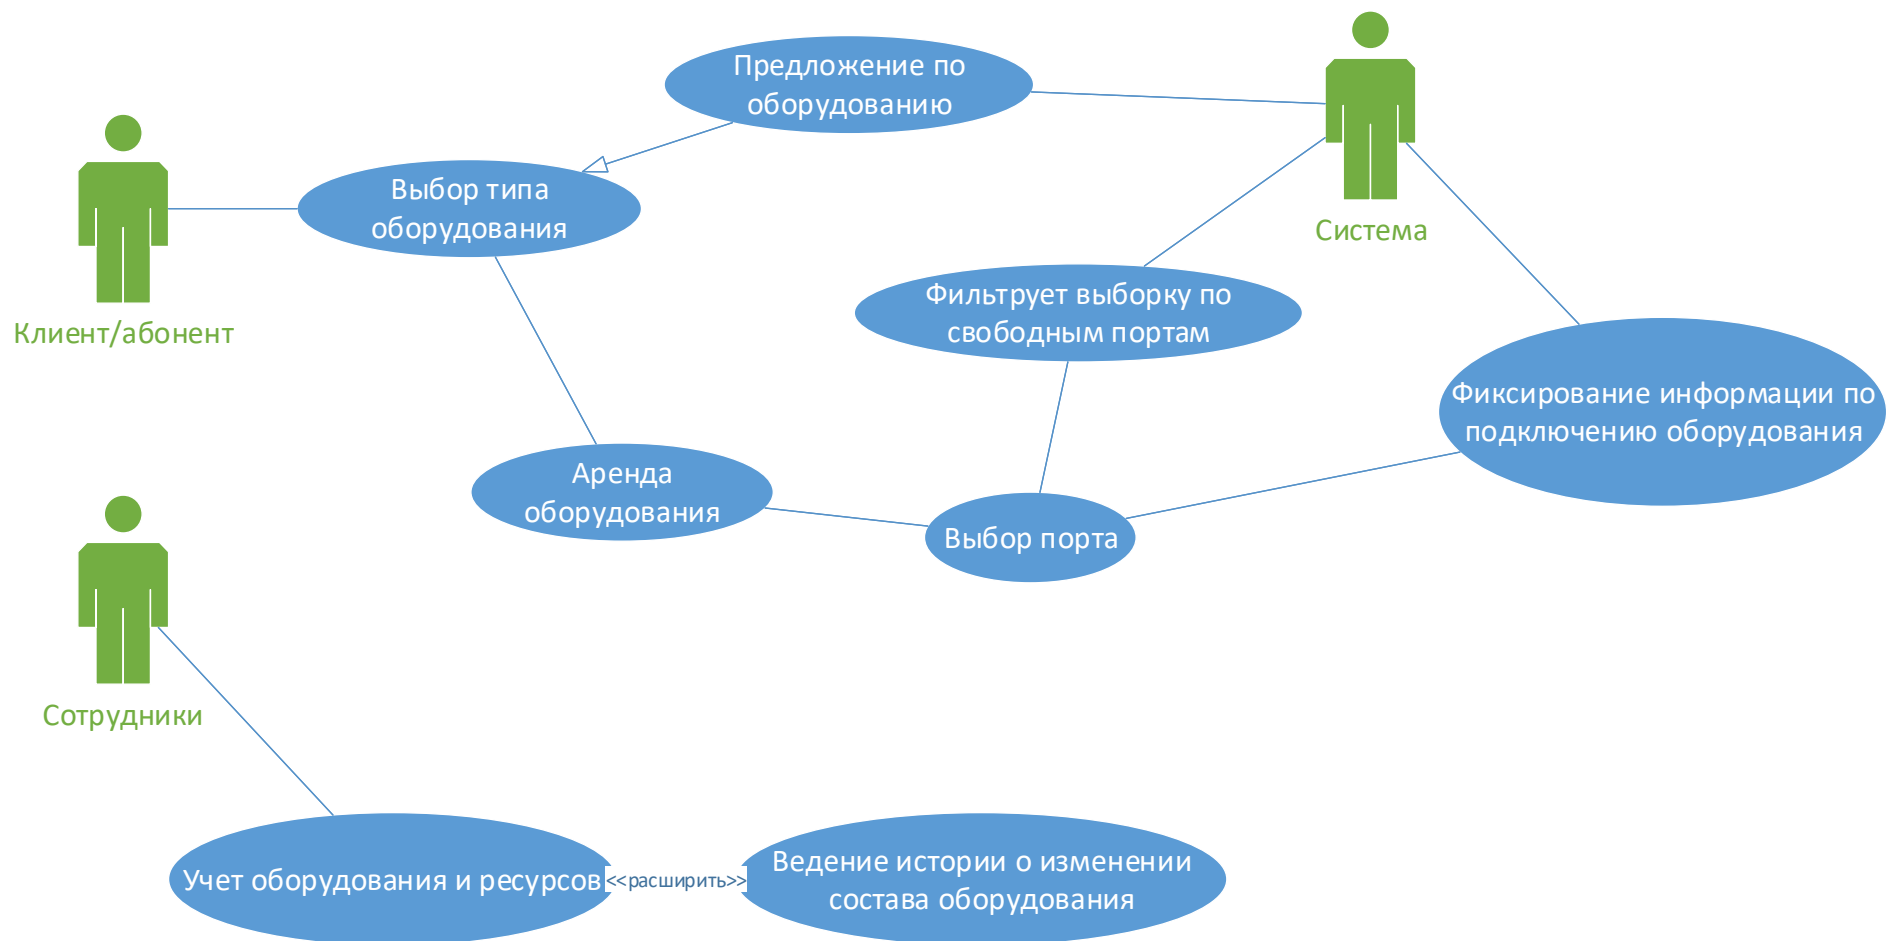 Предложение по
оборудованию
Выбор типа
оборудования
Система
Клиент/абонент
Фильтрует выборку по
свободным портам
Фиксирование информации по
подключению оборудования
Аренда
оборудования
Выбор порта
Сотрудники
Учет оборудования и ресурсов
<<расширить>>
Ведение истории о изменении
состава оборудования